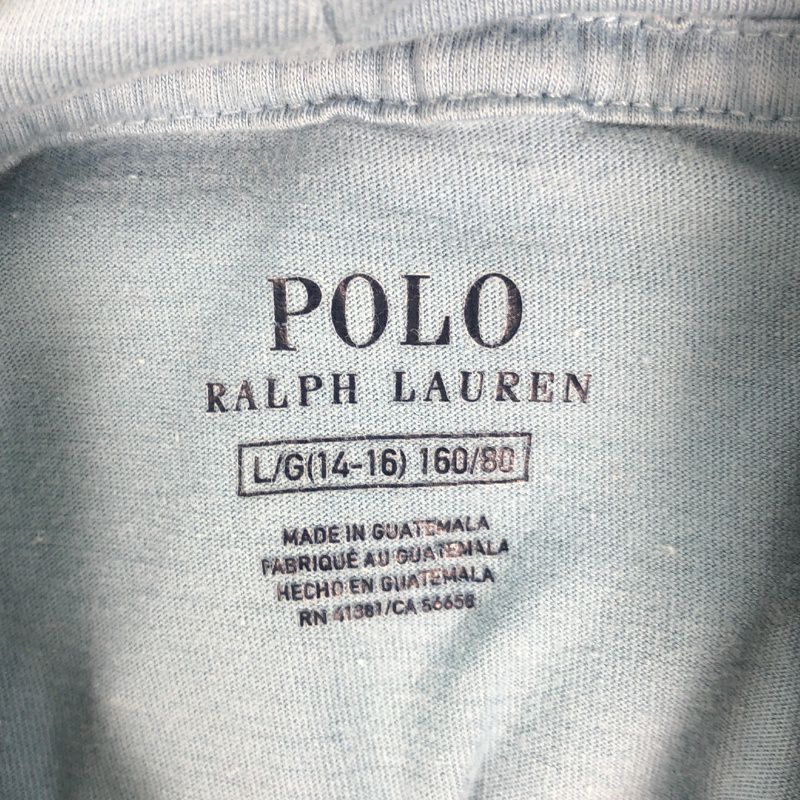 POLO
RALPH LAUREN
L/G(14-16) 160/80
MADE IN GUATEMALA
FABRIQUÉ AU GUATEMALA
HECHO EN GUATEMALA
RN 41381/CA 56658